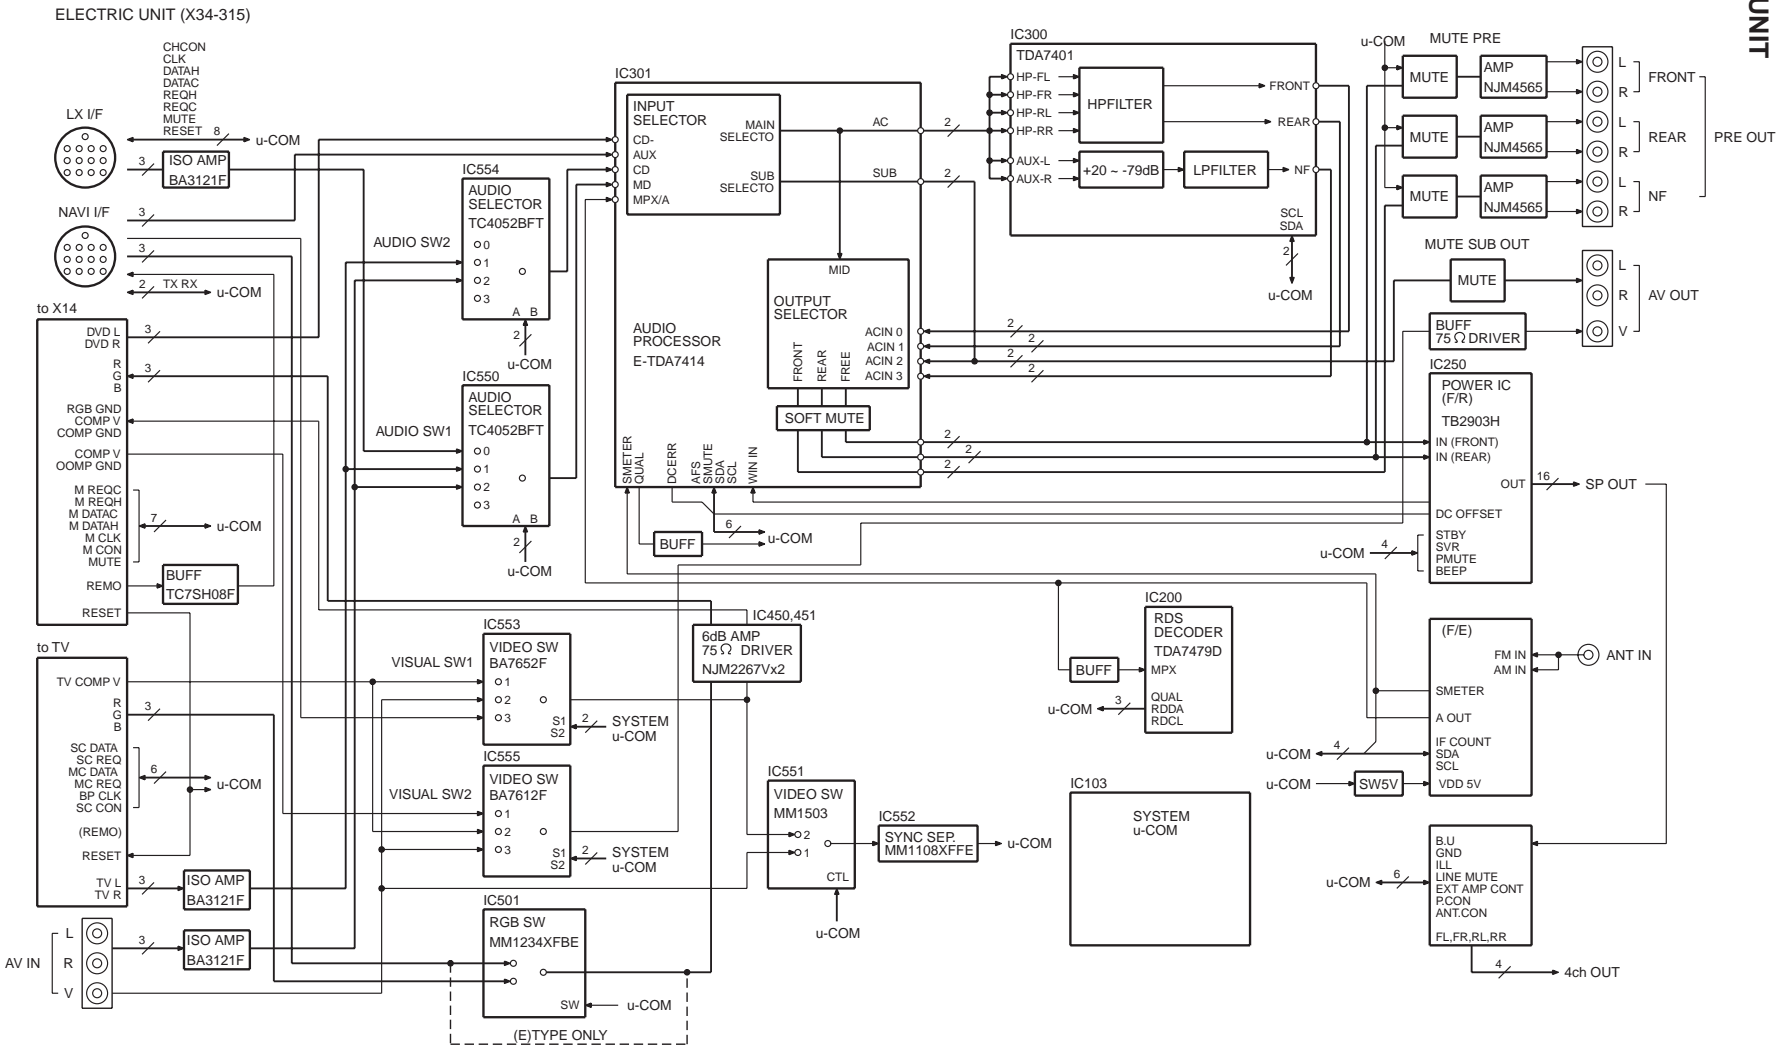 ELECTRIC UNIT (X34-315)
UNIT
CHCON
CLK
DATAH
DATAC
REQH
REQC
MUTE
RESET 8
u-COM
LX I/F
3
ISO AMP
BA3121F
NAVI I/F
3
3
2 TX RX
u-COM
to X14
DVD L
DVD R
3
R
G
B
3
RGB GND
COMP V
COMP GND
COMP V
OOMP GND
M REQC
M REQH
M DATAC
M DATAH
M CLK
M CON
MUTE
7
u-COM
REMO
BUFF
TC7SH08F
RESET
to TV
TV COMP V
R
G
B
3
SC DATA
SC REQ
MC DATA
MC REQ
BP CLK
SC CON
6
u-COM
(REMO)
RESET
TV L
TV R
3
ISO AMP
BA3121F
AV IN
L
R
V
3
ISO AMP
BA3121F
IC554
AUDIO
SELECTOR
TC4052BFT
AUDIO SW2
0
1
2
3
A B
2
u-COM
IC550
AUDIO
SELECTOR
TC4052BFT
AUDIO SW1
0
1
2
3
A B
2
u-COM
IC553
VIDEO SW
BA7652F
VISUAL SW1
1
2
3
S1
S2
2
SYSTEM
u-COM
IC555
VIDEO SW
BA7612F
VISUAL SW2
1
2
3
S1
S2
2
SYSTEM
u-COM
IC501
RGB SW
MM1234XFBE
SW
u-COM
(E)TYPE ONLY
IC301
INPUT
SELECTOR
MAIN
SELECTO
SUB
SELECTO
CD-
AUX
CD
MD
MPX/A
AC
2
SUB
2
AUDIO
PROCESSOR
E-TDA7414
MID
OUTPUT
SELECTOR
FRONT
REAR
FREE
ACIN 0
ACIN 1
ACIN 2
ACIN 3
2
2
2
2
SOFT MUTE
2
2
2
SMETER
QUAL
DCERR
AFS
SMUTE
SDA
SCL
WIN IN
BUFF
6
u-COM
IC450,451
6dB AMP
75Ω DRIVER
NJM2267Vx2
IC551
VIDEO SW
MM1503
2
1
CTL
u-COM
IC552
SYNC SEP.
MM1108XFFE
u-COM
IC300
TDA7401
HP-FL
HP-FR
HP-RL
HP-RR
AUX-L
AUX-R
HPFILTER
+20 ~ -79dB
LPFILTER
FRONT
REAR
NF
SCL
SDA
2
u-COM
u-COM
MUTE PRE
MUTE
AMP
NJM4565
L
R
FRONT
MUTE
AMP
NJM4565
L
R
REAR
PRE OUT
MUTE
AMP
NJM4565
L
R
NF
MUTE SUB OUT
MUTE
L
R
V
AV OUT
BUFF
75Ω DRIVER
IC250
POWER IC
(F/R)
TB2903H
IN (FRONT)
IN (REAR)
OUT
16
SP OUT
DC OFFSET
STBY
SVR
PMUTE
BEEP
u-COM
4
IC200
RDS
DECODER
TDA7479D
MPX
QUAL
RDDA
RDCL
BUFF
u-COM
3
(F/E)
FM IN
AM IN
ANT IN
SMETER
A OUT
IF COUNT
SDA
SCL
VDD 5V
u-COM
4
u-COM
SW5V
IC103
SYSTEM
u-COM
B.U
GND
ILL
LINE MUTE
EXT AMP CONT
P.CON
ANT.CON
FL,FR,RL,RR
u-COM
6
4
4ch OUT